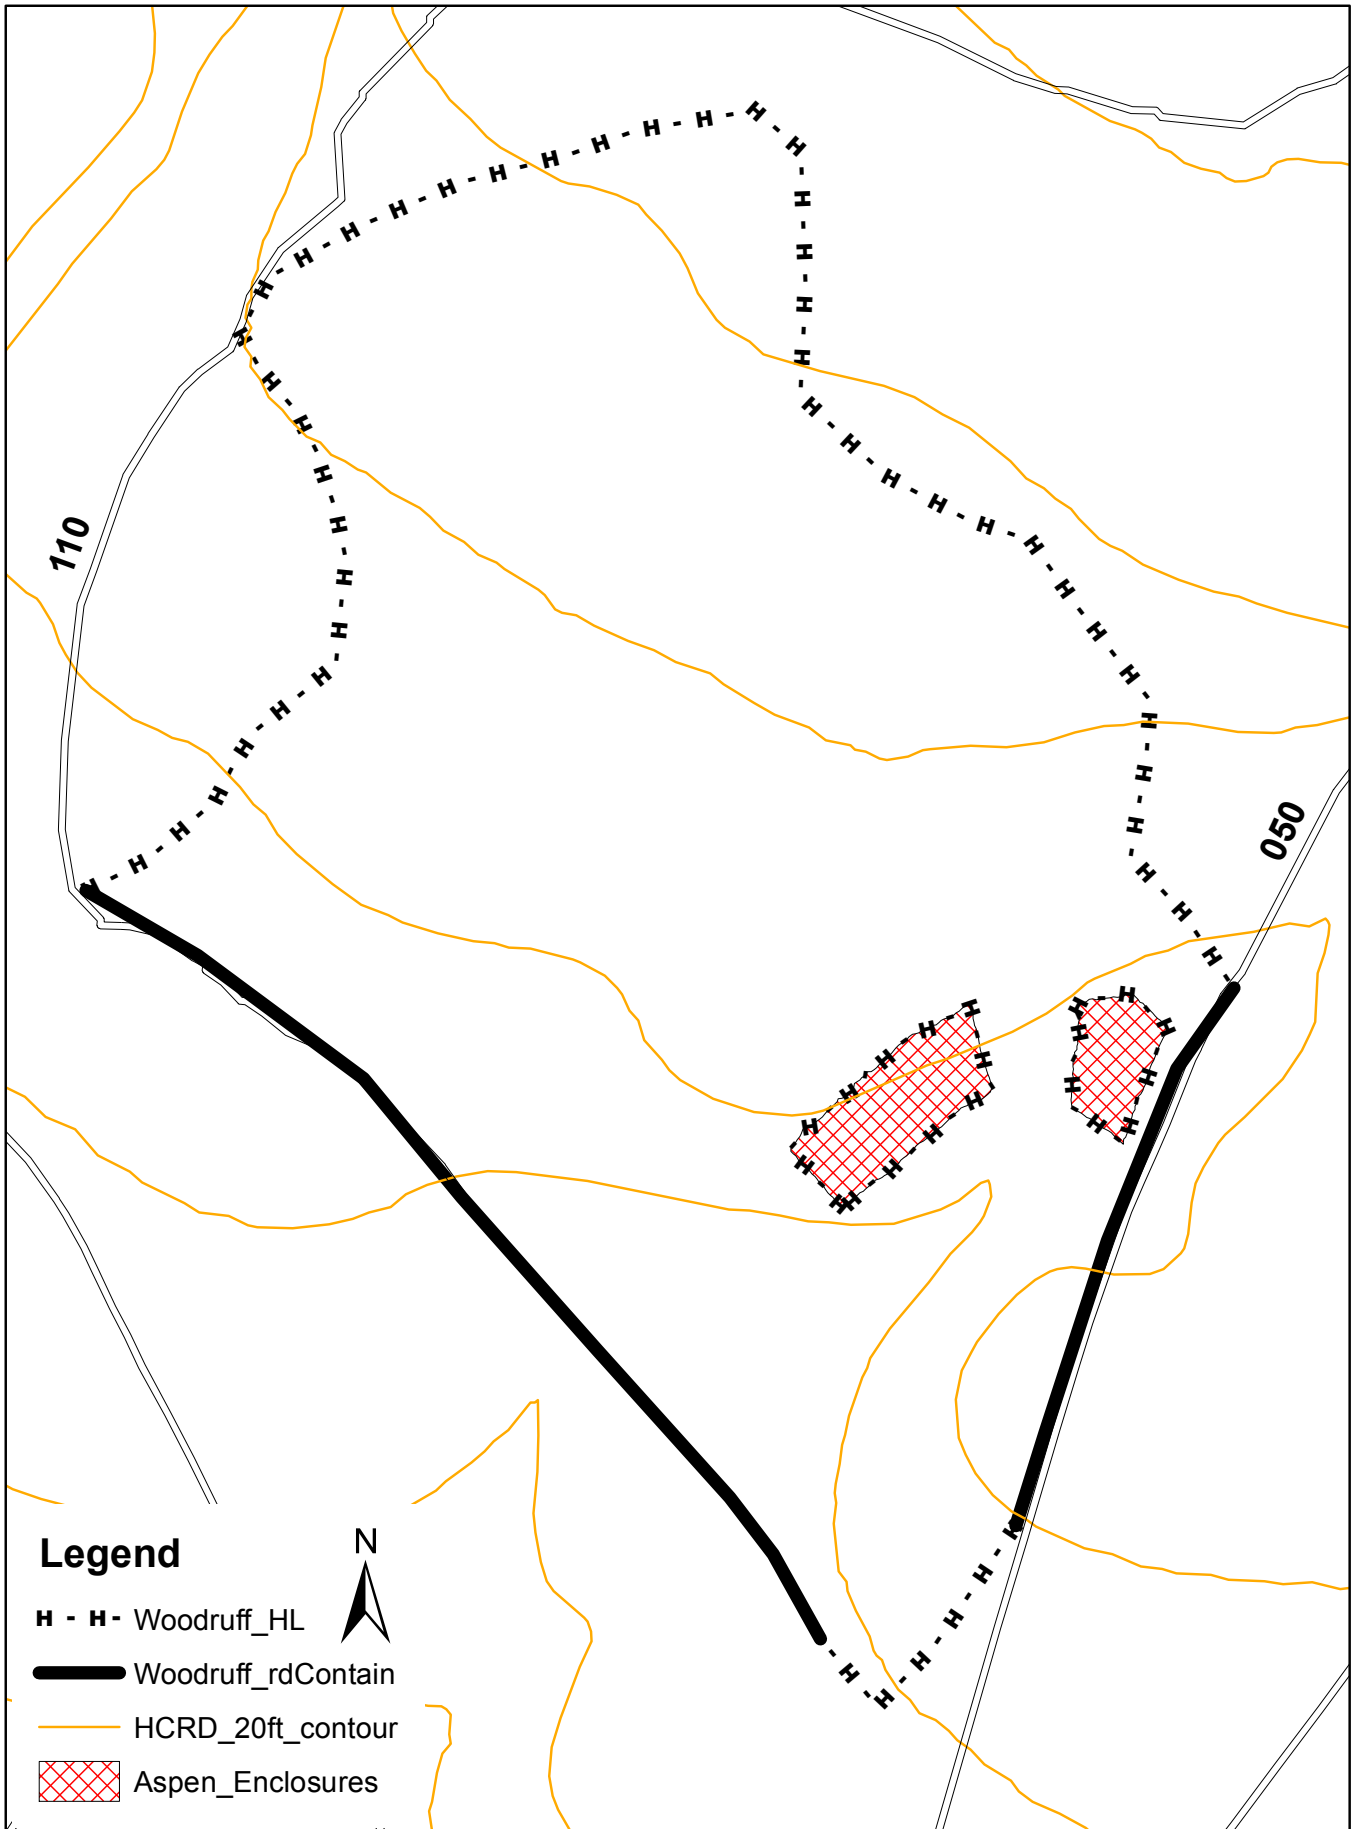 110
050
Legend
N
H - H - Woodruff_HL
Woodruff_rdContain
HCRD_20ft_contour
Aspen_Enclosures